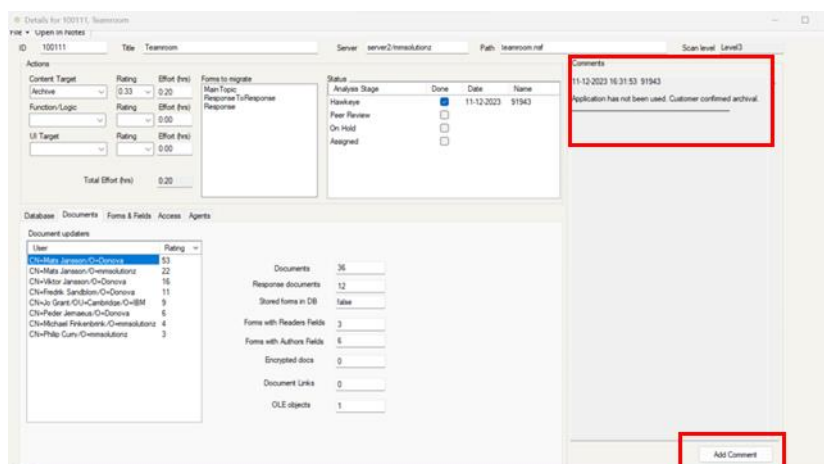 Details for 100111, Teamroom
File Open In Notes
ID 100111 Title Teamroom Server server2/mmsolutionz Path teamroom.nsf Scan level Level3
Actions
Content Target Rating Effort (hrs) Forms to migrate
Archive 0.33 0:20
MainTopic
ResponseToResponse
Response
Function/Logic Rating Effort (hrs)
0:00
UI Target Rating Effort (hrs)
0:00
Total Effort (hrs) 0:20
Status
Analysis Stage Done Date Name
Hawkeye 11-12-2023 91943
Peer Review
On Hold
Assigned
Comments
11-12-2023 16:31:53 91943
Application has not been used. Customer confirmed archival.
Database Documents Forms & Fields Access Agents
Document updaters
User Rating
CN=Mats Jansson/O=Donova 53
CN=Mats Jansson/O=mmsolutionz 22
CN=Viktor Jansson/O=Donova 16
CN=Fredrik Sandblom/O=Donova 11
CN=Jo Grant/OU=Cambridge/O=IBM 9
CN=Peder Jemaeus/O=Donova 6
CN=Michael Finkenbrink/O=mmsolutionz 4
CN=Philip Curry/O=mmsolutionz 3
Documents 36
Response documents 12
Stored forms in DB false
Forms with Readers Fields 3
Forms with Authors Fields 6
Encrypted docs 0
Document Links 0
OLE objects 1
Add Comment